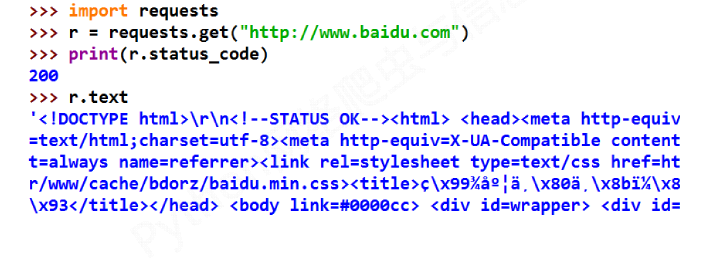 >>> import requests
>>> r = requests.get("http://www.baidu.com")
>>> print(r.status_code)
200
>>> r.text
'<!DOCTYPE html>\r\n<!--STATUS OK--><html> <head><meta http-equiv
=text/html;charset=utf-8><meta http-equiv=X-UA-Compatible content
t=always name=referrer><link rel=stylesheet type=text/css href=ht
r/www/cache/bdorz/baidu.min.css><title>ç\x99¾åº¦ä¸\x80ä¸\x8bï¼\x8
\x93</title></head> <body link=#0000cc> <div id=wrapper> <div id=